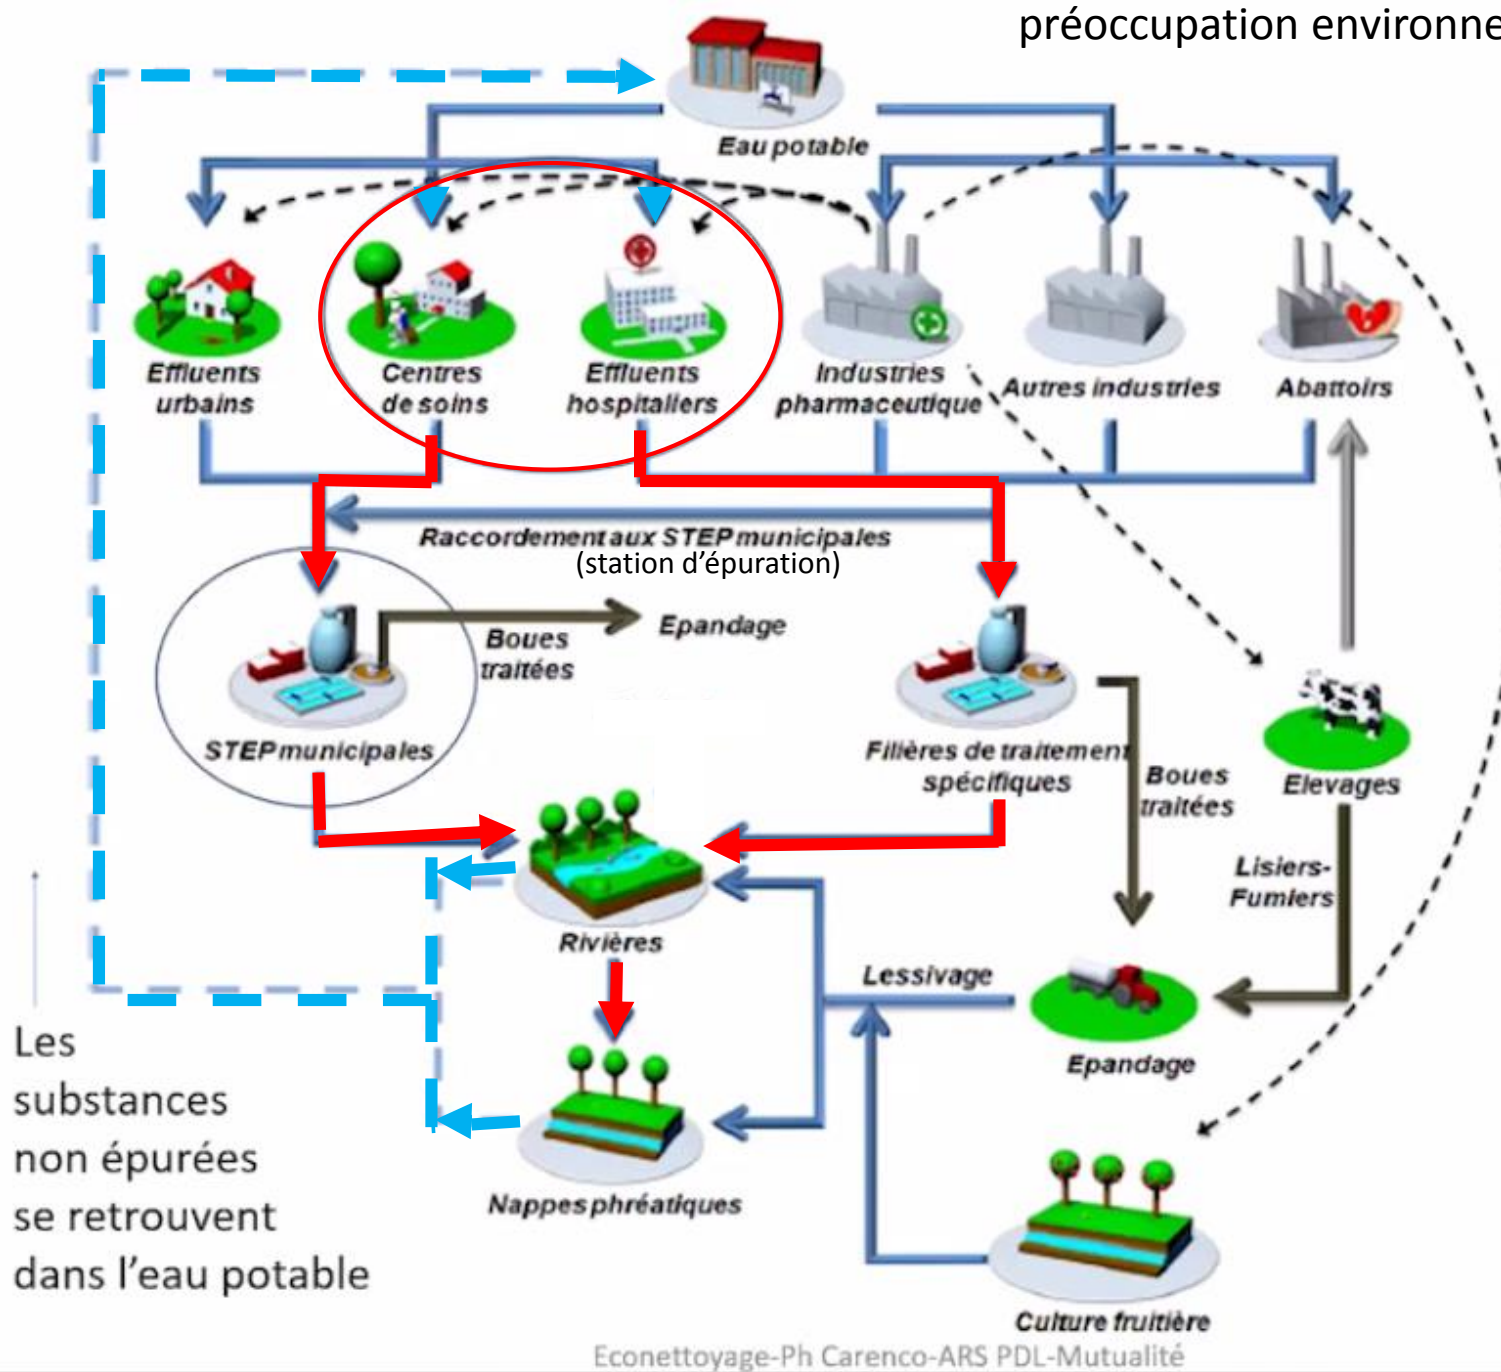 préoccupation environne
Eau potable
Effluents
urbains
Centres
de soins
Effluents
hospitaliers
Industries
pharmaceutique
Autres industries
Abattoirs
Raccordement aux STEP municipales
(station d'épuration)
Boues
traitées
Epandage
STEP municipales
Filières de traitement
spécifiques
Boues
traitées
Elevages
Lisiers-
Fumiers
Rivières
Lessivage
Epandage
Les
substances
non épurées
se retrouvent
dans l'eau potable
Nappes phréatiques
Culture fruitière
Econettoyage-Ph Carenco-ARS PDL-Mutualité